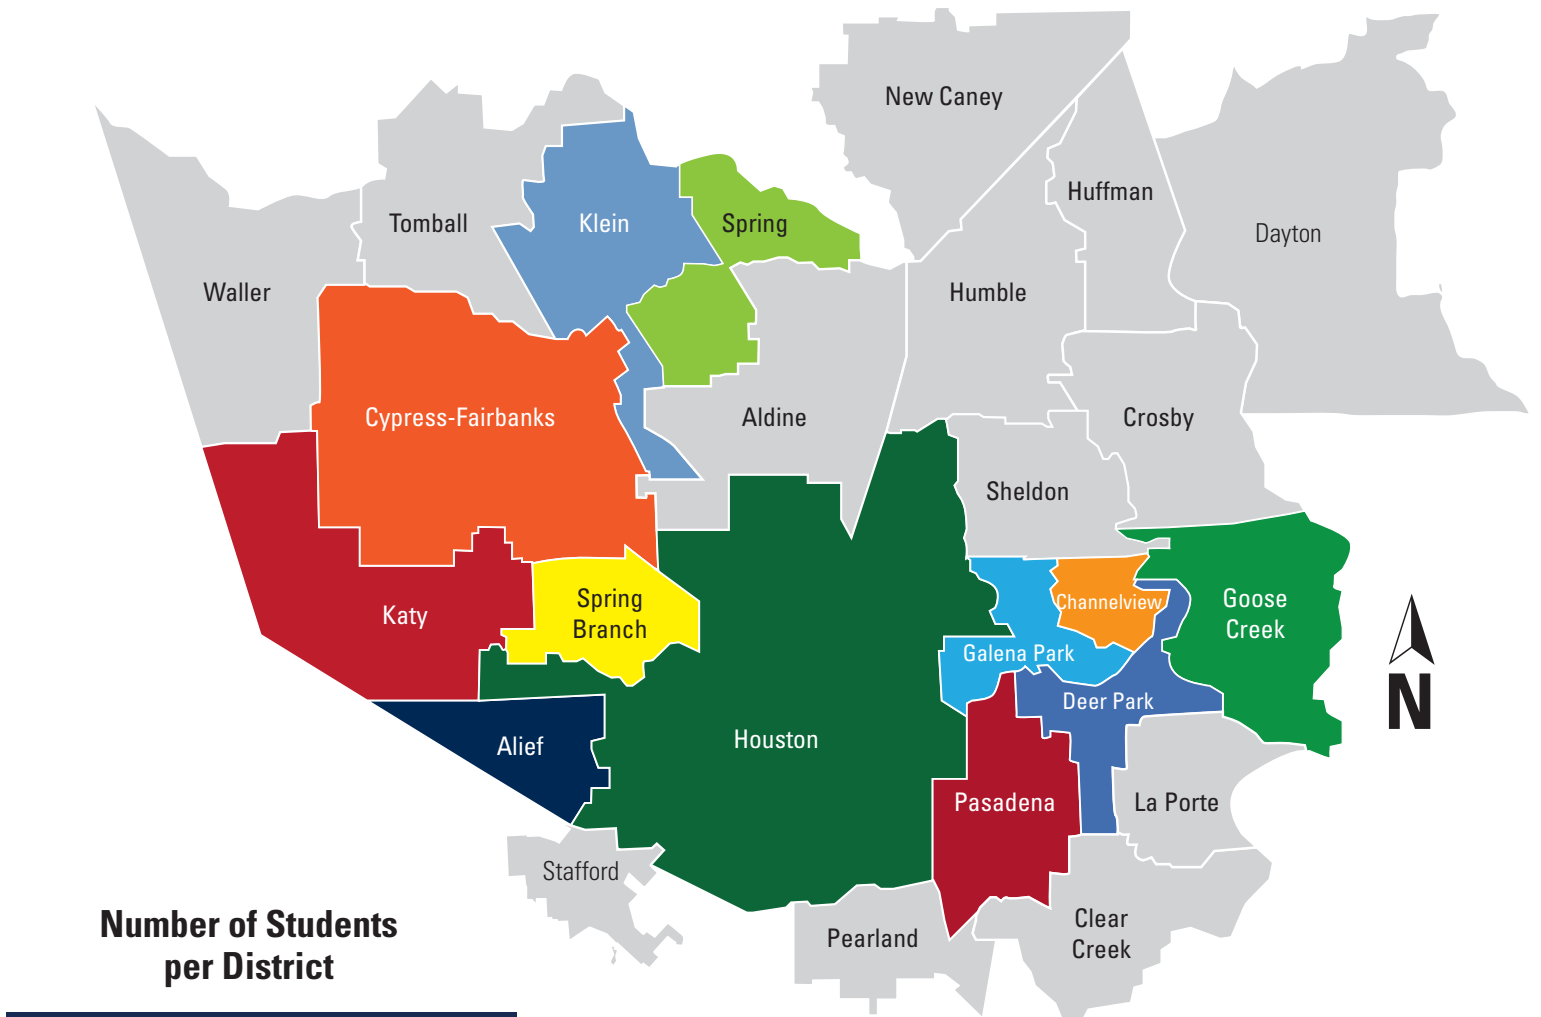 New Caney
Huffman
Tomball
Klein
Spring
Dayton
Waller
Humble
Cypress-Fairbanks
Aldine
Crosby
Sheldon
Katy
Spring
Branch
Channelview
Goose
Creek
Galena Park
Deer Park
Alief
Houston
Pasadena
La Porte
N
Stafford
Clear
Creek
Pearland
Number of Students
per District